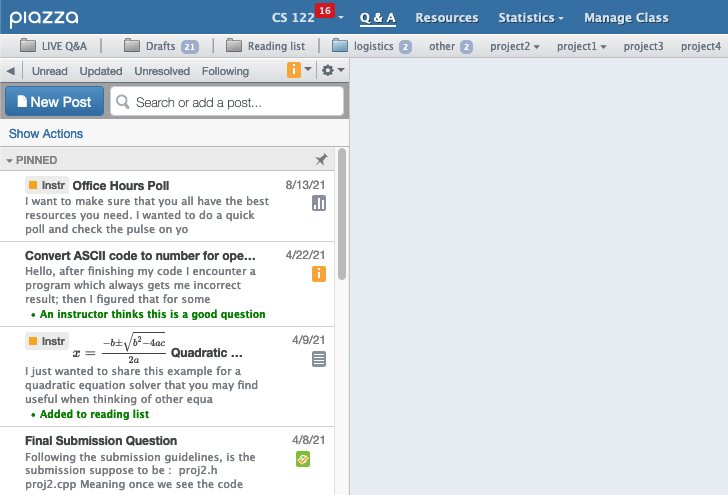 piazza CS 122 16 Q & A Resources Statistics Manage Class
LIVE Q&A Drafts 21 Reading list logistics 2 other 2 project2 project1 project3 project4
Unread Updated Unresolved Following i
New Post Search or add a post...
Show Actions
PINNED
Instr Office Hours Poll 8/13/21
I want to make sure that you all have the best
resources you need. I wanted to do a quick
poll and check the pulse on yo
Convert ASCII code to number for ope... 4/22/21
Hello, after finishing my code I encounter a i
program which always gets me incorrect
result; then I figured that for some
• An instructor thinks this is a good question
Instr x = −b±√b²−4ac / 2a Quadratic ... 4/9/21
I just wanted to share this example for a
quadratic equation solver that you may find
useful when thinking of other equa
• Added to reading list
Final Submission Question 4/8/21
Following the submission guidelines, is the
submission suppose to be : proj2.h
proj2.cpp Meaning once we see the code